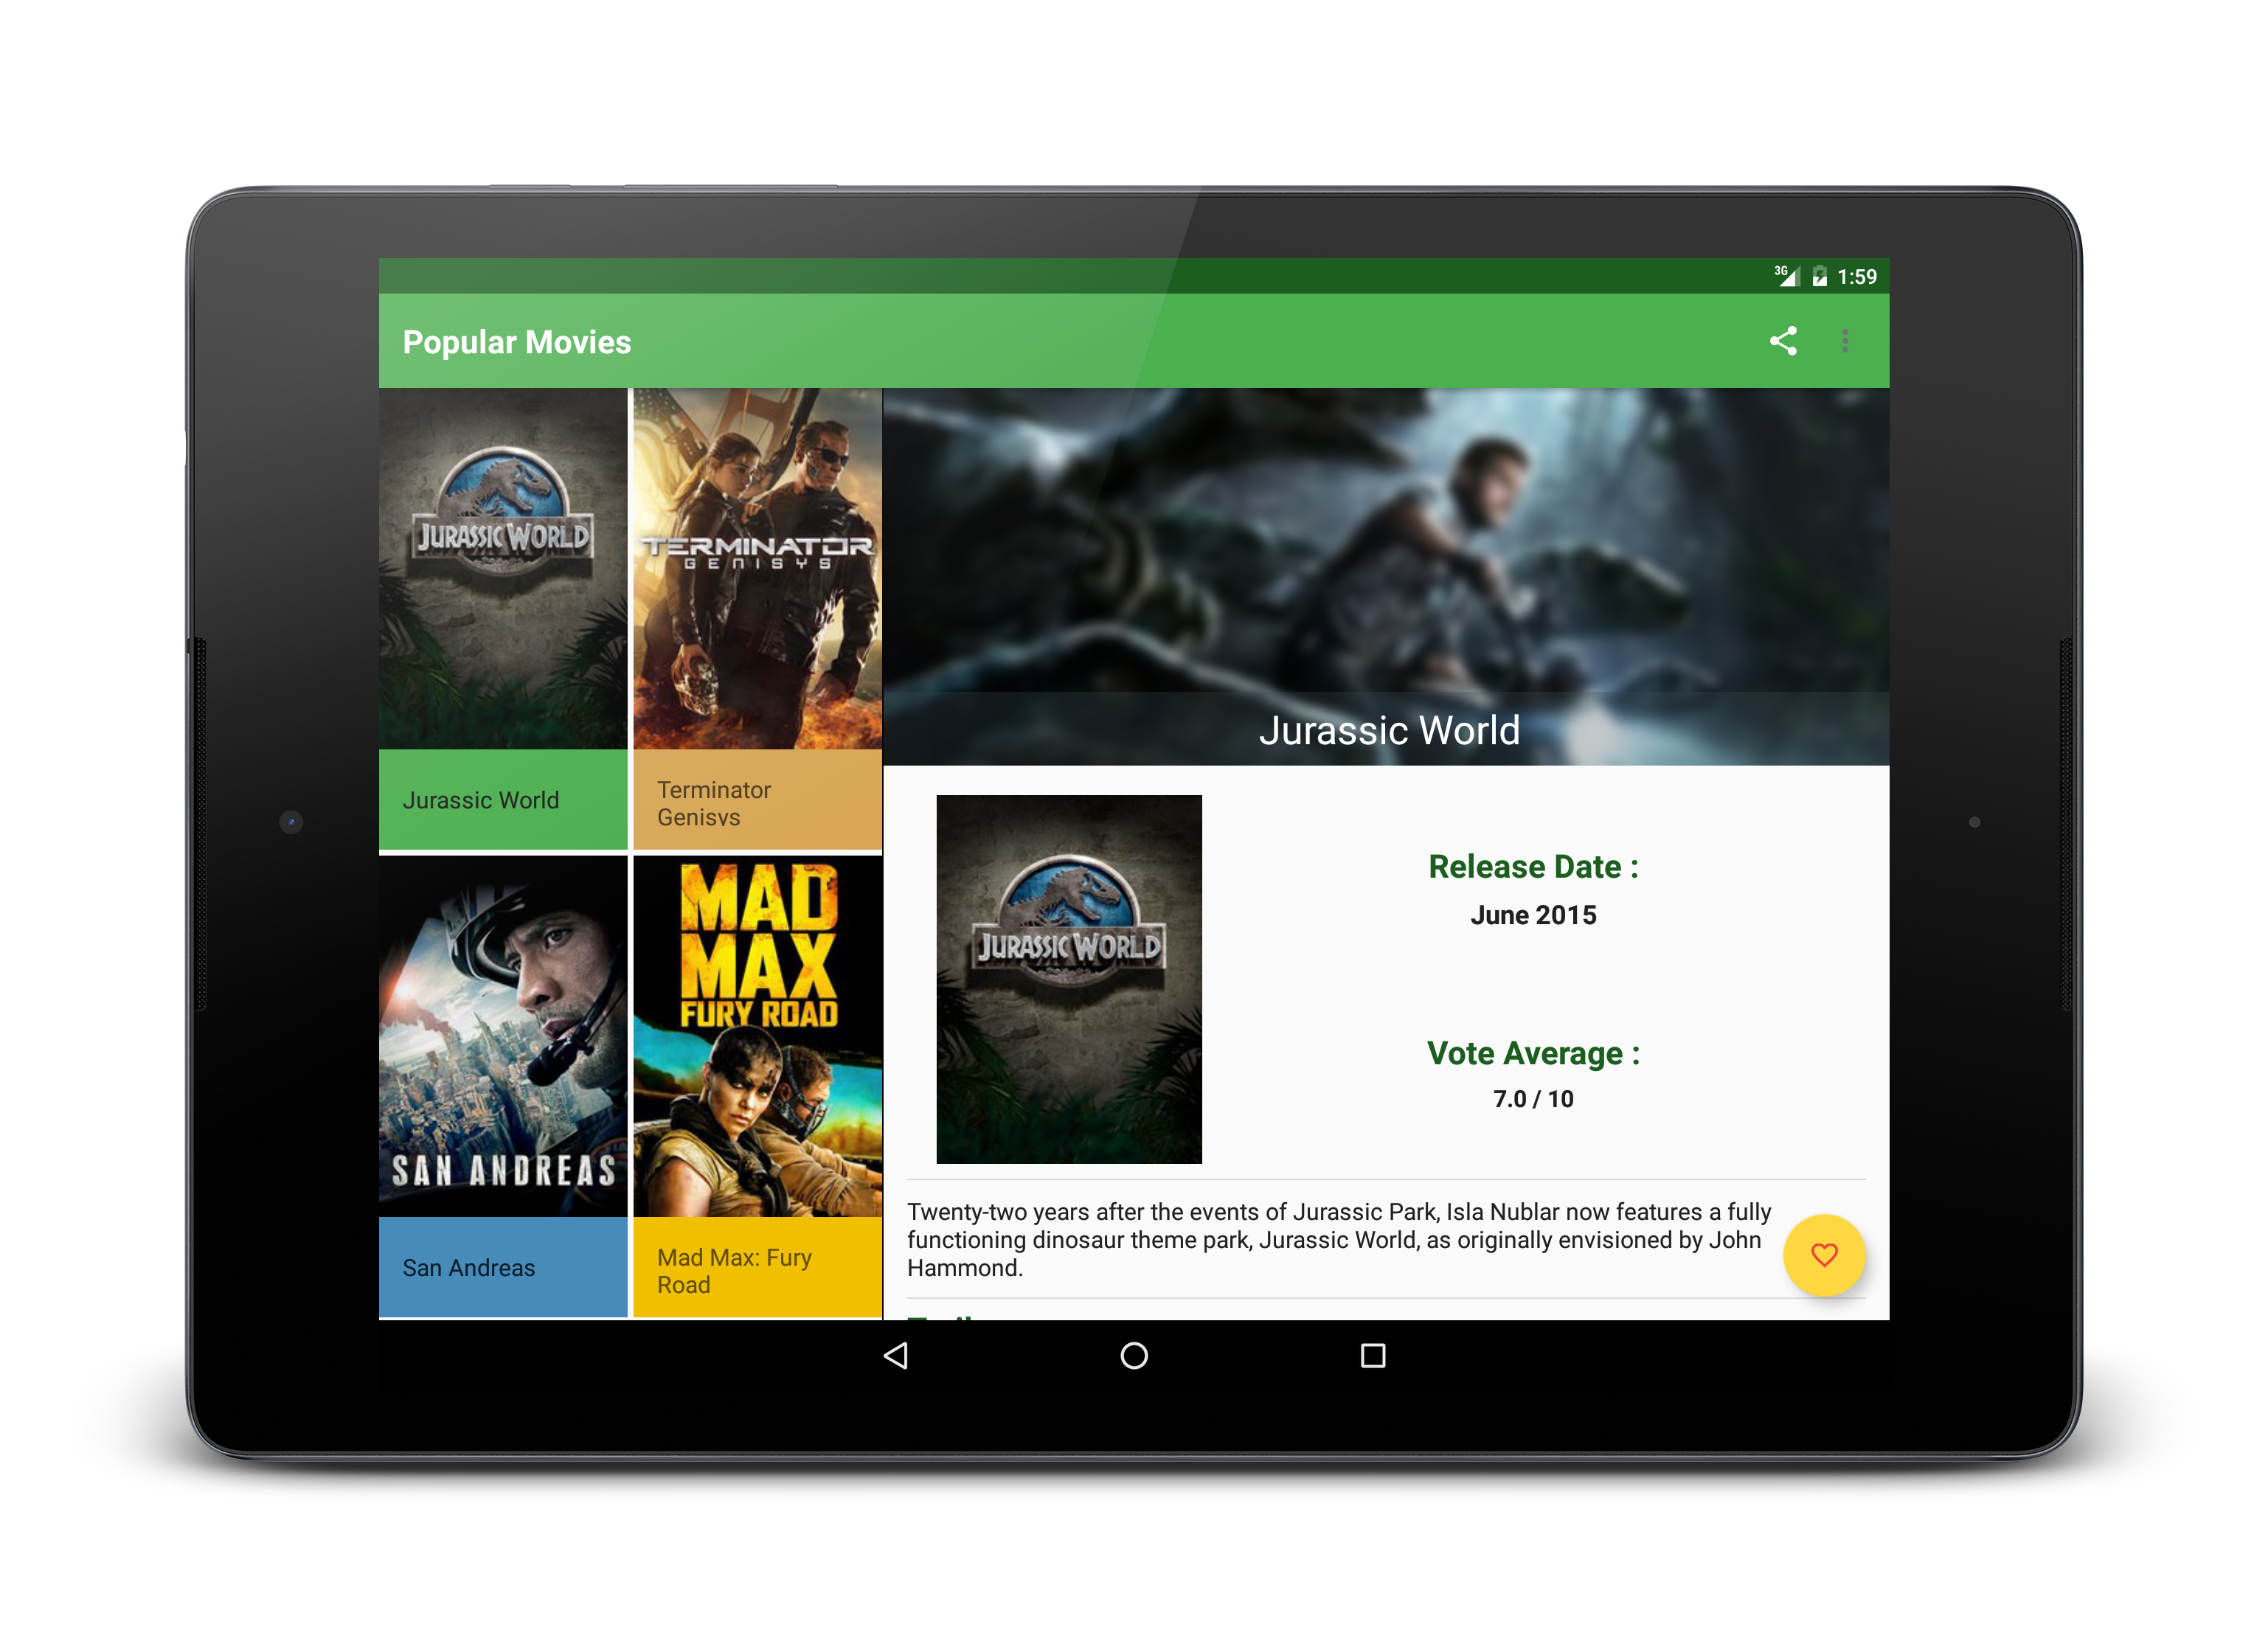 3G
1:59
Popular Movies
JURASSIC WORLD
Jurassic World
TERMINATOR
GENISYS
Terminator
Genisys
SAN ANDREAS
San Andreas
MAD
MAX
FURY ROAD
Mad Max: Fury
Road
Jurassic World
JURASSIC WORLD
Release Date :
June 2015
Vote Average :
7.0 / 10
Twenty-two years after the events of Jurassic Park, Isla Nublar now features a fully
functioning dinosaur theme park, Jurassic World, as originally envisioned by John
Hammond.